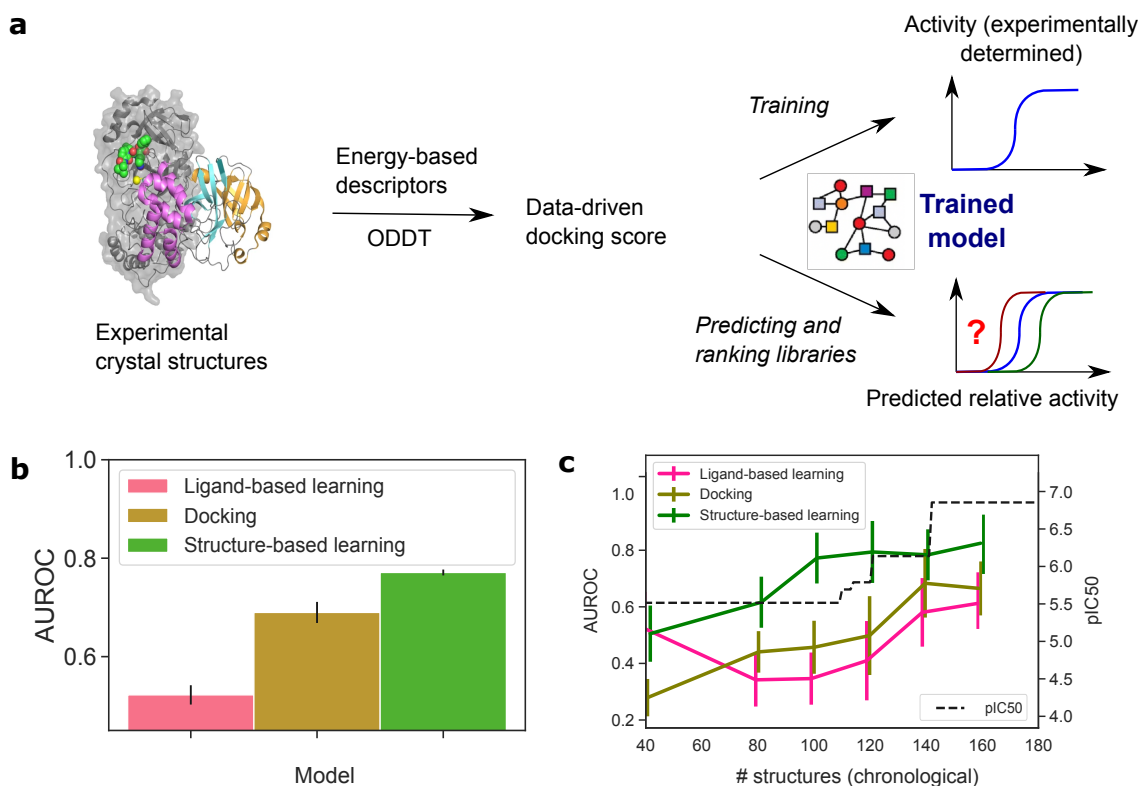 a
Activity (experimentally
determined)
Training
Energy-based
descriptors
ODDT
Data-driven
docking score
Trained
model
Experimental
crystal structures
Predicting and
ranking libraries
?
Predicted relative activity
b
1.0
0.8
0.6
AUROC
Ligand-based learning
Docking
Structure-based learning
Model
c
1.0
0.8
0.6
0.4
0.2
AUROC
Ligand-based learning
Docking
Structure-based learning
7.0
6.5
6.0
5.5
5.0
4.5
4.0
pIC50
pIC50
40 60 80 100 120 140 160 180
# structures (chronological)